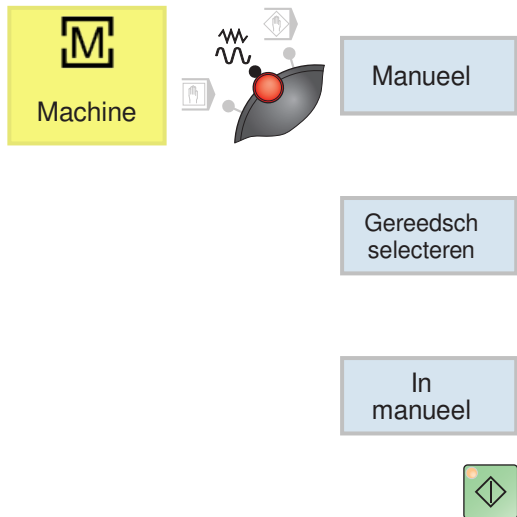 M
Machine
Manueel
Gereedsch
selecteren
In
manueel